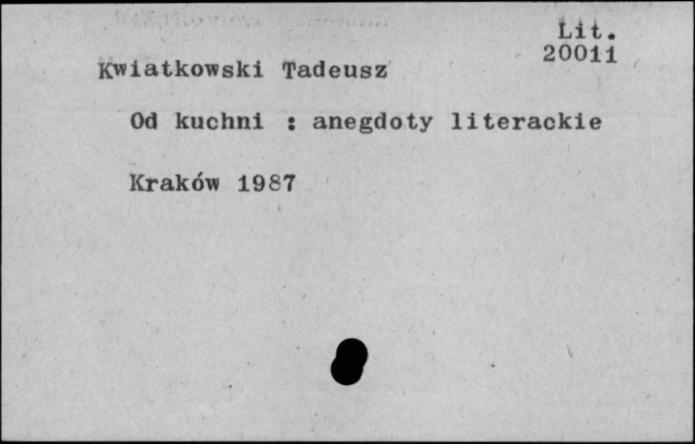 Lit.
20011
Kwiatkowski Tadeusz
Od kuchni : anegdoty literackie
Kraków 1987